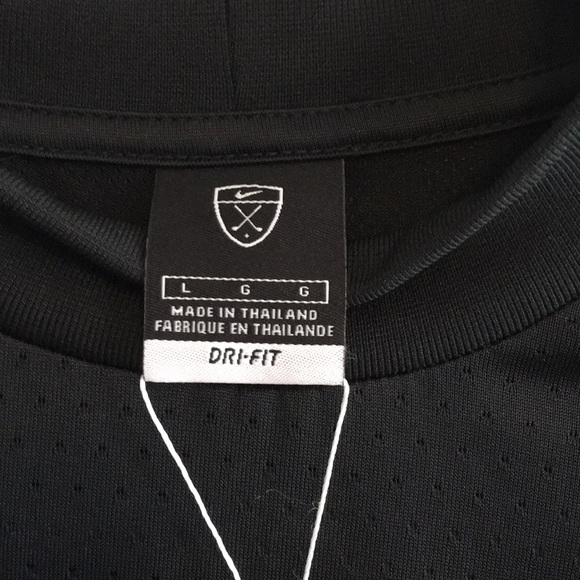 L G G
MADE IN THAILAND
FABRIQUE EN THAILANDE
DRI-FIT